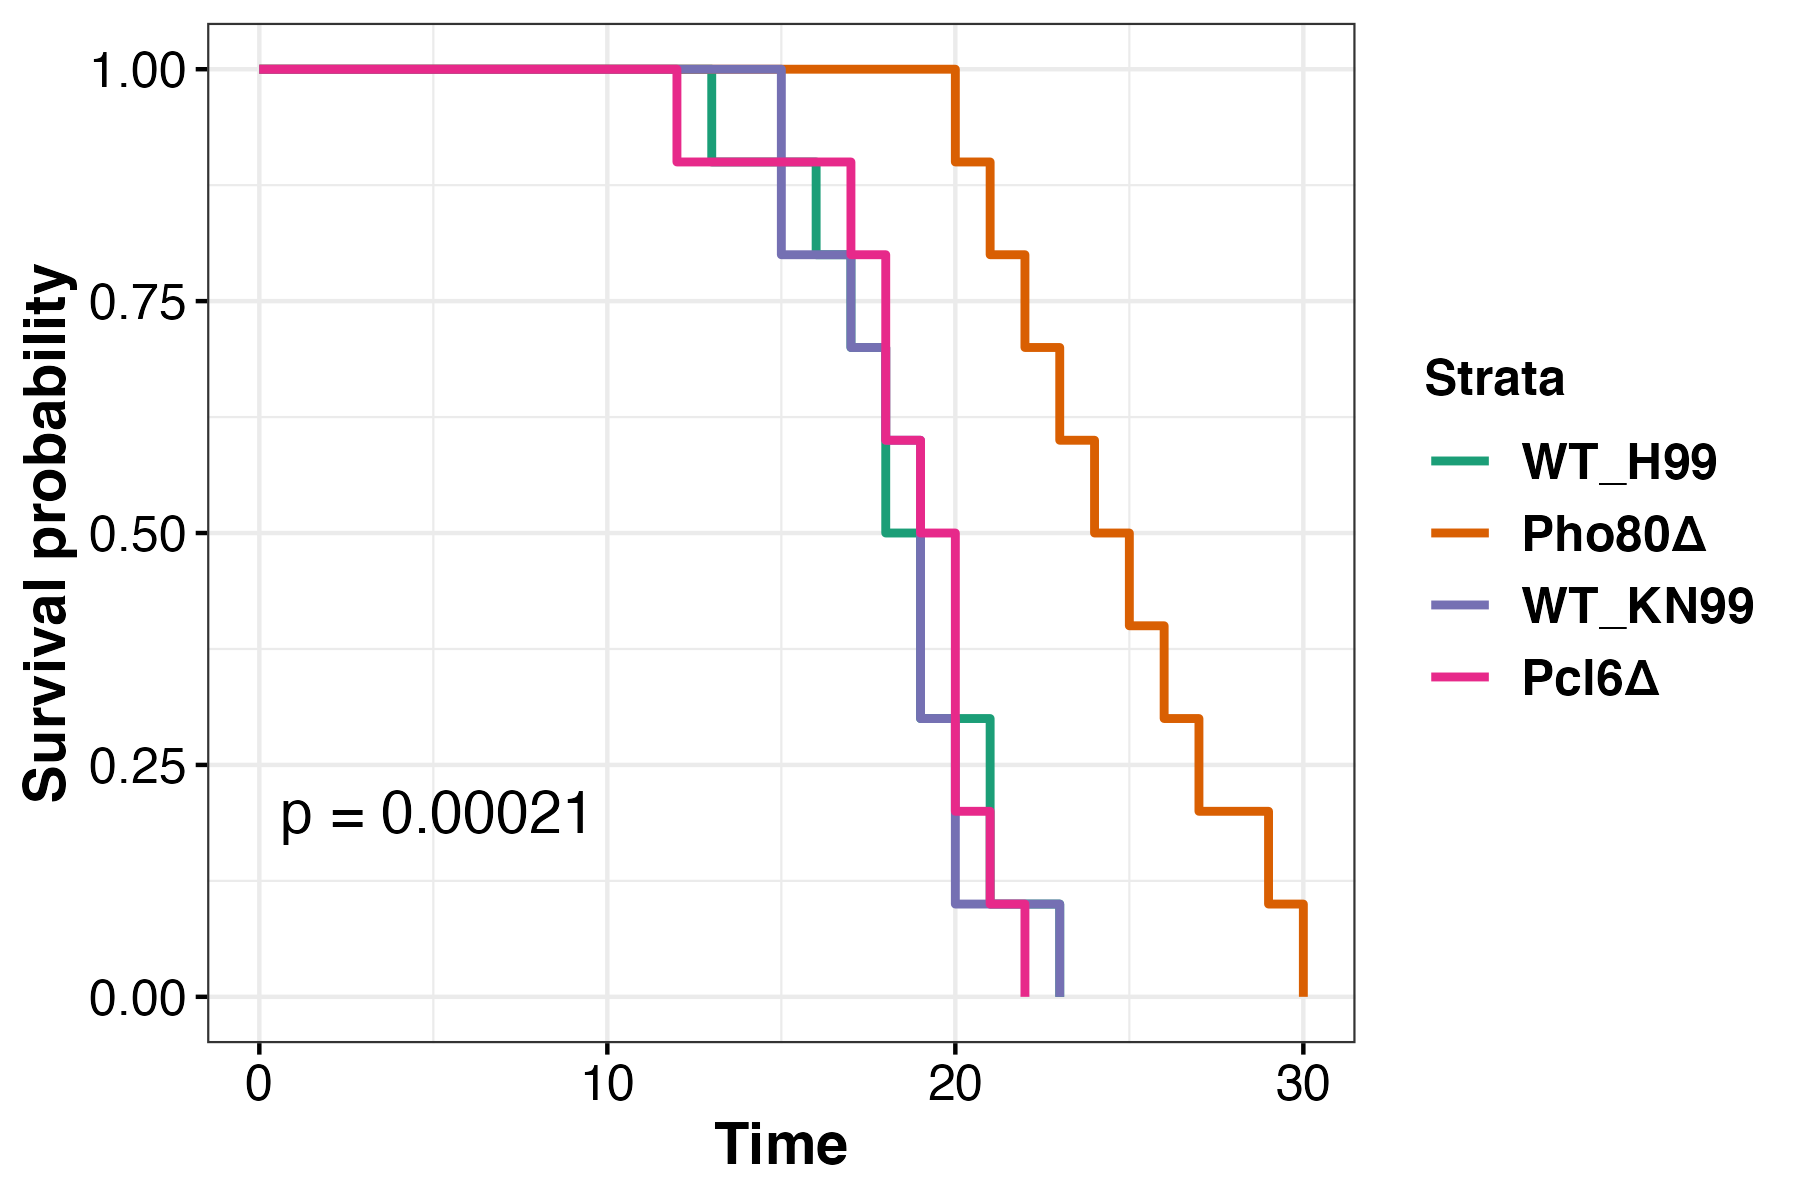 1.00
0.75
0.50
0.25
0.00
Survival probability
p = 0.00021
0 10 20 30
Time
Strata
WT_H99
Pho80Δ
WT_KN99
Pcl6Δ